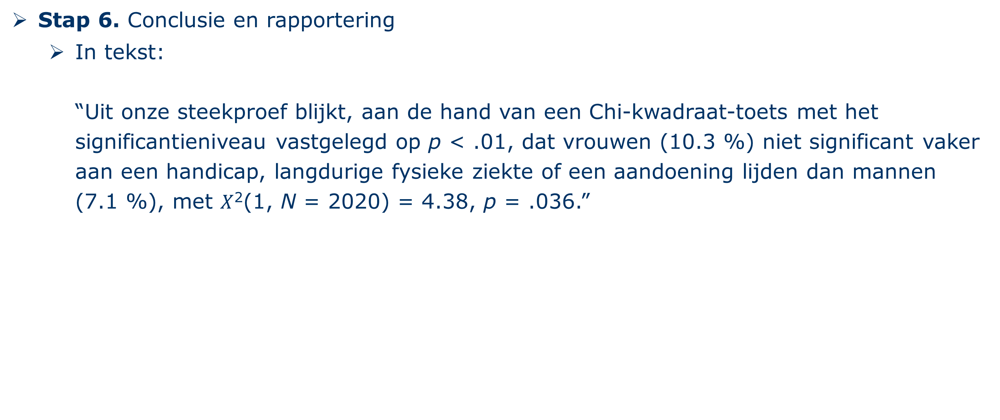 ➢ Stap 6. Conclusie en rapportering
➢ In tekst:
“Uit onze steekproef blijkt, aan de hand van een Chi-kwadraat-toets met het
significantieniveau vastgelegd op p < .01, dat vrouwen (10.3 %) niet significant vaker
aan een handicap, langdurige fysieke ziekte of een aandoening lijden dan mannen
(7.1 %), met X²(1, N = 2020) = 4.38, p = .036.”